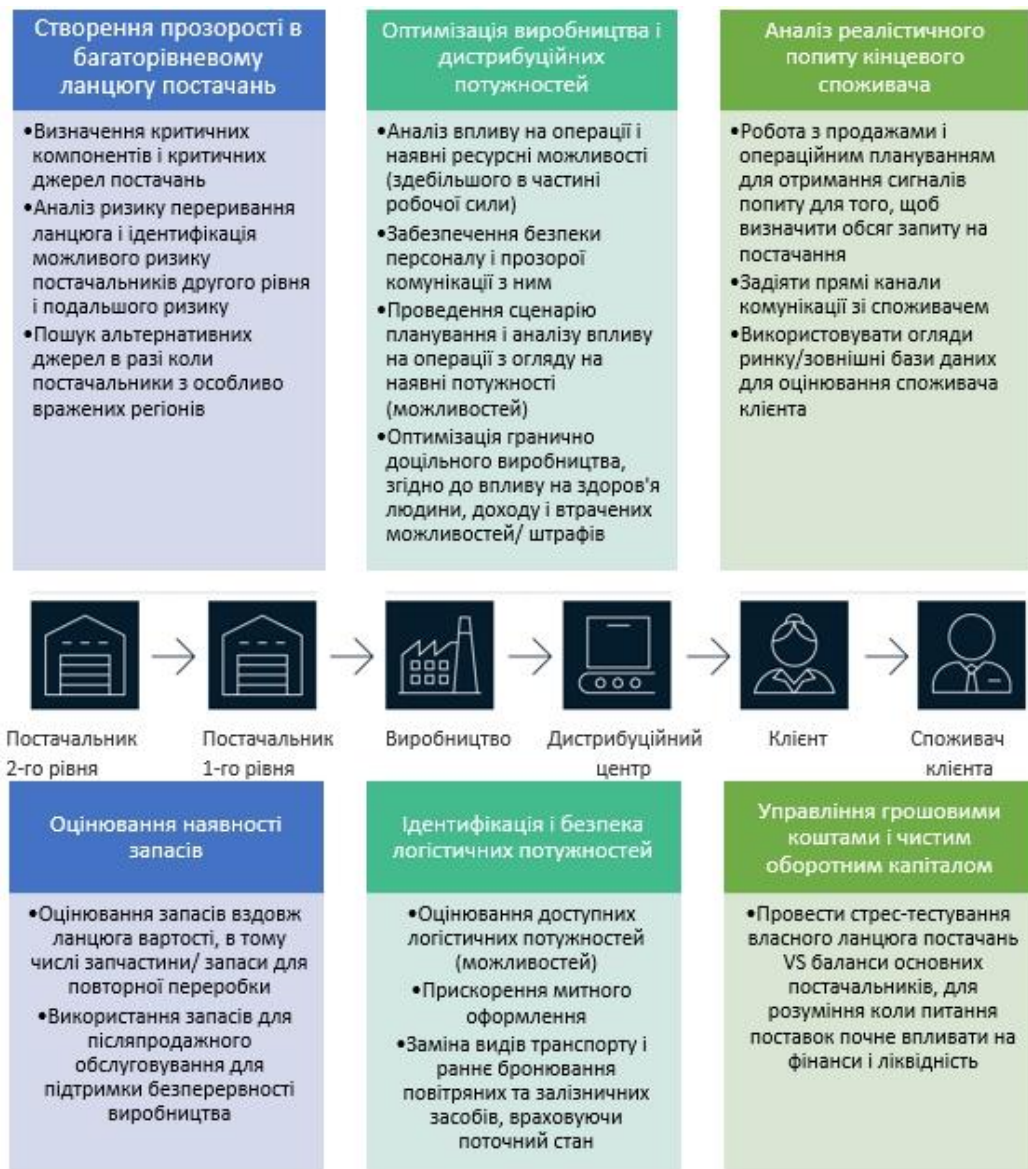 Створення прозорості в
багаторівневому
ланцюгу постачань
•Визначення критичних
компонентів і критичних
джерел постачань
•Аналіз ризику переривання
ланцюга і ідентифікація
можливого ризику
постачальників другого рівня
і подальшого ризику
•Пошук альтернативних
джерел в разі коли
постачальники з особливо
вражених регіонів
Оптимізація виробництва і
дистрибуційних
потужностей
•Аналіз впливу на операції і
наявні ресурсні можливості
(здебільшого в частині
робочої сили)
•Забезпечення безпеки
персоналу і прозорої
комунікації з ним
•Проведення сценарію
планування і аналізу впливу
на операції з огляду на
наявні потужності
(можливостей)
•Оптимізація гранично
доцільного виробництва,
згідно до впливу на здоров'я
людини, доходу і втрачених
можливостей/ штрафів
Аналіз реалістичного
попиту кінцевого
споживача
•Робота з продажами і
операційним плануванням
для отримання сигналів
попиту для того, щоб
визначити обсяг запиту на
постачання
•Задіяти прямі канали
комунікації зі споживачем
•Використовувати огляди
ринку/зовнішні бази даних
для оцінювання споживача
клієнта
Постачальник
2-го рівня
Постачальник
1-го рівня
Виробництво
Дистрибуційний
центр
Клієнт
Споживач
клієнта
Оцінювання наявності
запасів
•Оцінювання запасів вздовж
ланцюга вартості, в тому
числі запчастини/ запаси для
повторної переробки
•Використання запасів для
післяпродажного
обслуговування для
підтримки безперервності
виробництва
Ідентифікація і безпека
логістичних потужностей
•Оцінювання доступних
логістичних потужностей
(можливостей)
•Прискорення митного
оформлення
•Заміна видів транспорту і
раннє бронювання
повітряних та залізничних
засобів, враховуючи
поточний стан
Управління грошовими
коштами і чистим
оборотним капіталом
•Провести стрес-тестування
власного ланцюга постачань
VS баланси основних
постачальників, для
розуміння коли питання
поставок почне впливати на
фінанси і ліквідність